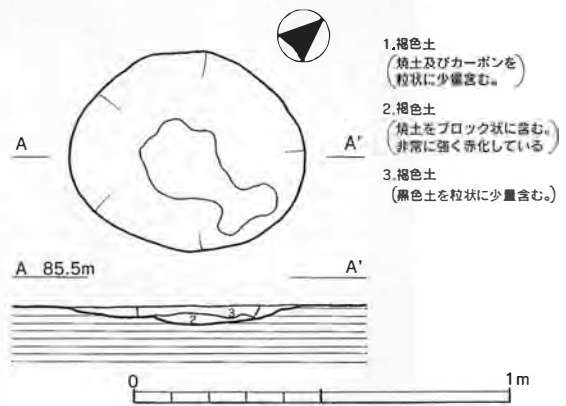 1.褐色土
(焼土及びカーボンを
粒状に少量含む。)
2.褐色土
(焼土をブロック状に含む。
非常に強く赤化している)
3.褐色土
(黒色土を粒状に少量含む。)
A
A'
A 85.5m
A'
3
2
0
1m